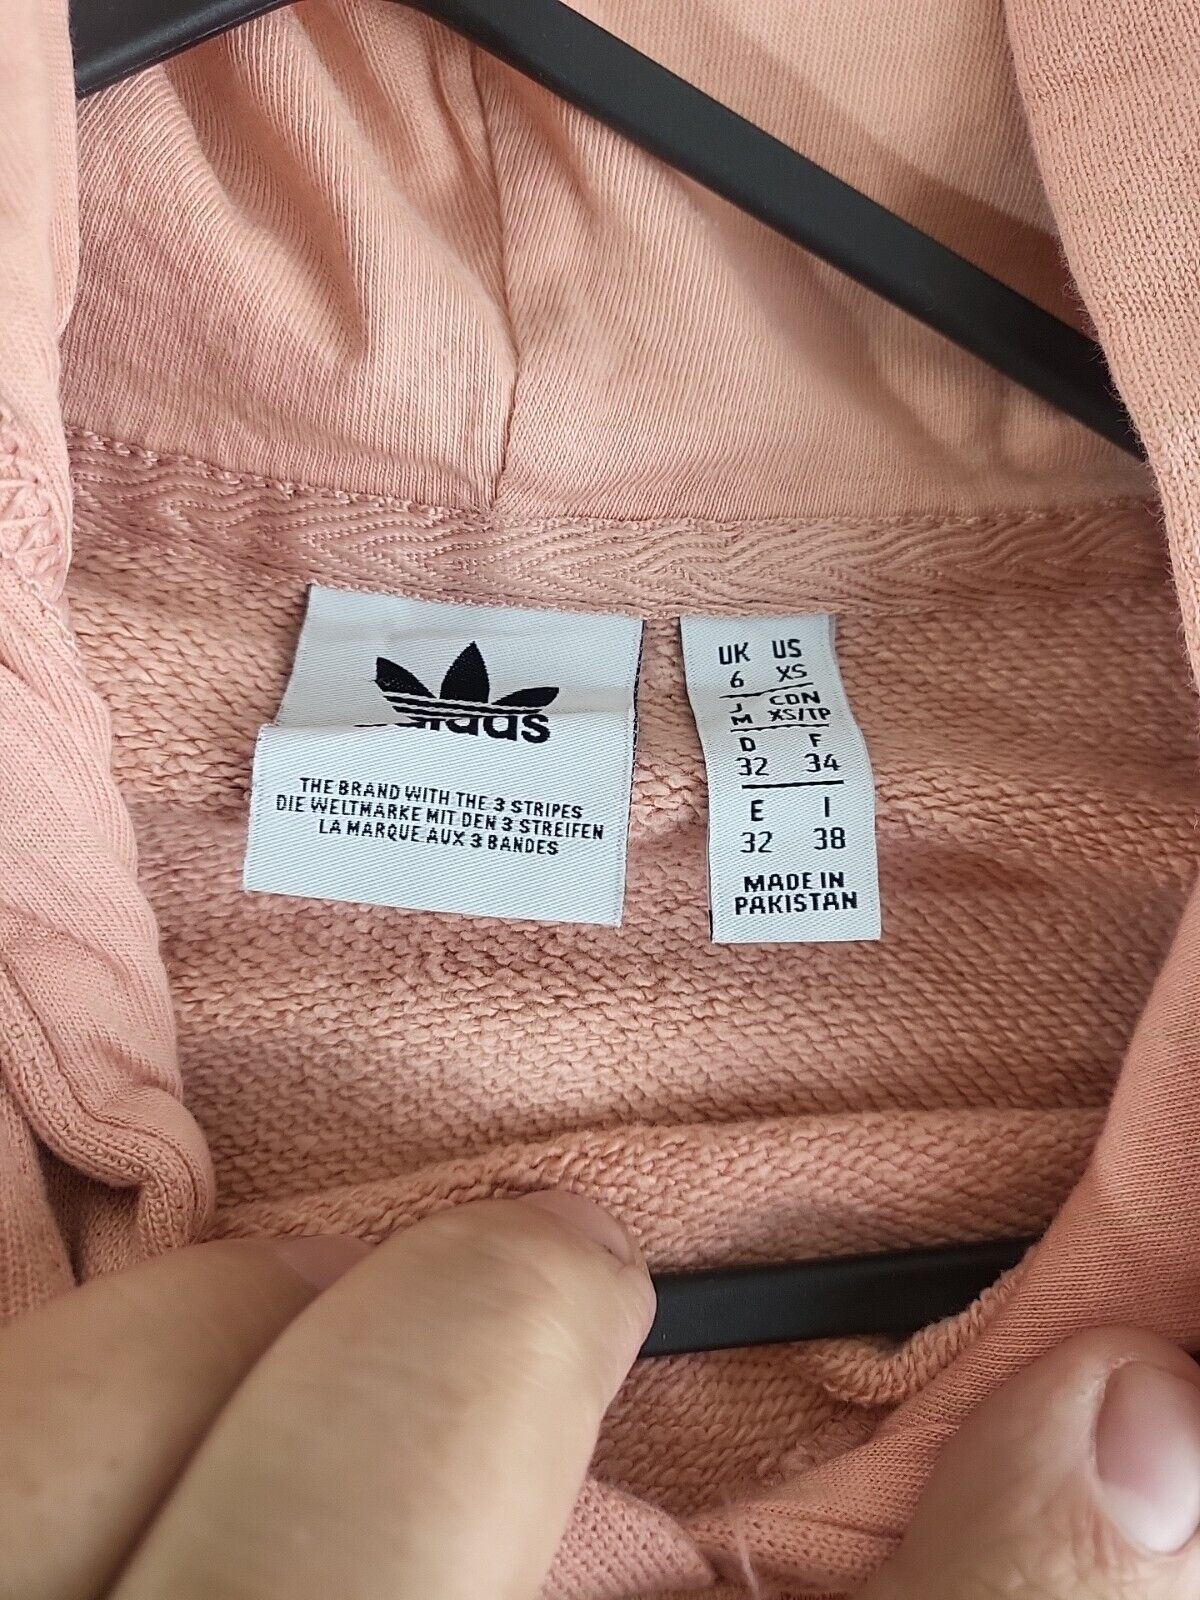 adidas
THE BRAND WITH THE 3 STRIPES
DIE WELTMARKE MIT DEN 3 STREIFEN
LA MARQUE AUX 3 BANDES
UK US
6 XS
J CDN
M XS/TP
D F
32 34
E I
32 38
MADE IN
PAKISTAN